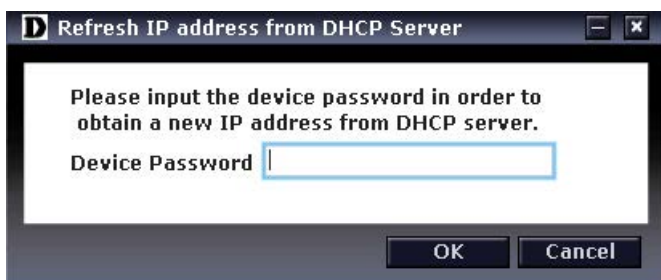 D Refresh IP address from DHCP Server
Please input the device password in order to
obtain a new IP address from DHCP server.
Device Password
OK Cancel